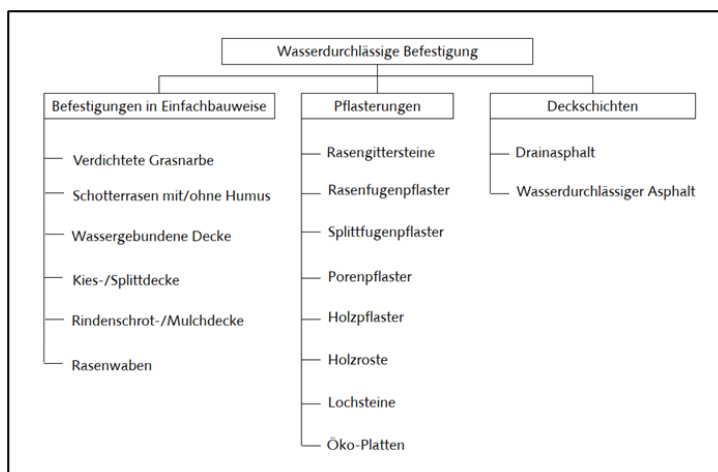 Wasserdurchlässige Befestigung
Befestigungen in Einfachbauweise
Verdichtete Grasnarbe
Schotterrasen mit/ohne Humus
Wassergebundene Decke
Kies-/Splittdecke
Rindenschrot-/Mulchdecke
Rasenwaben
Pflasterungen
Rasengittersteine
Rasenfugenpflaster
Splittfugenpflaster
Porenpflaster
Holzpflaster
Holzroste
Lochsteine
Öko-Platten
Deckschichten
Drainasphalt
Wasserdurchlässiger Asphalt